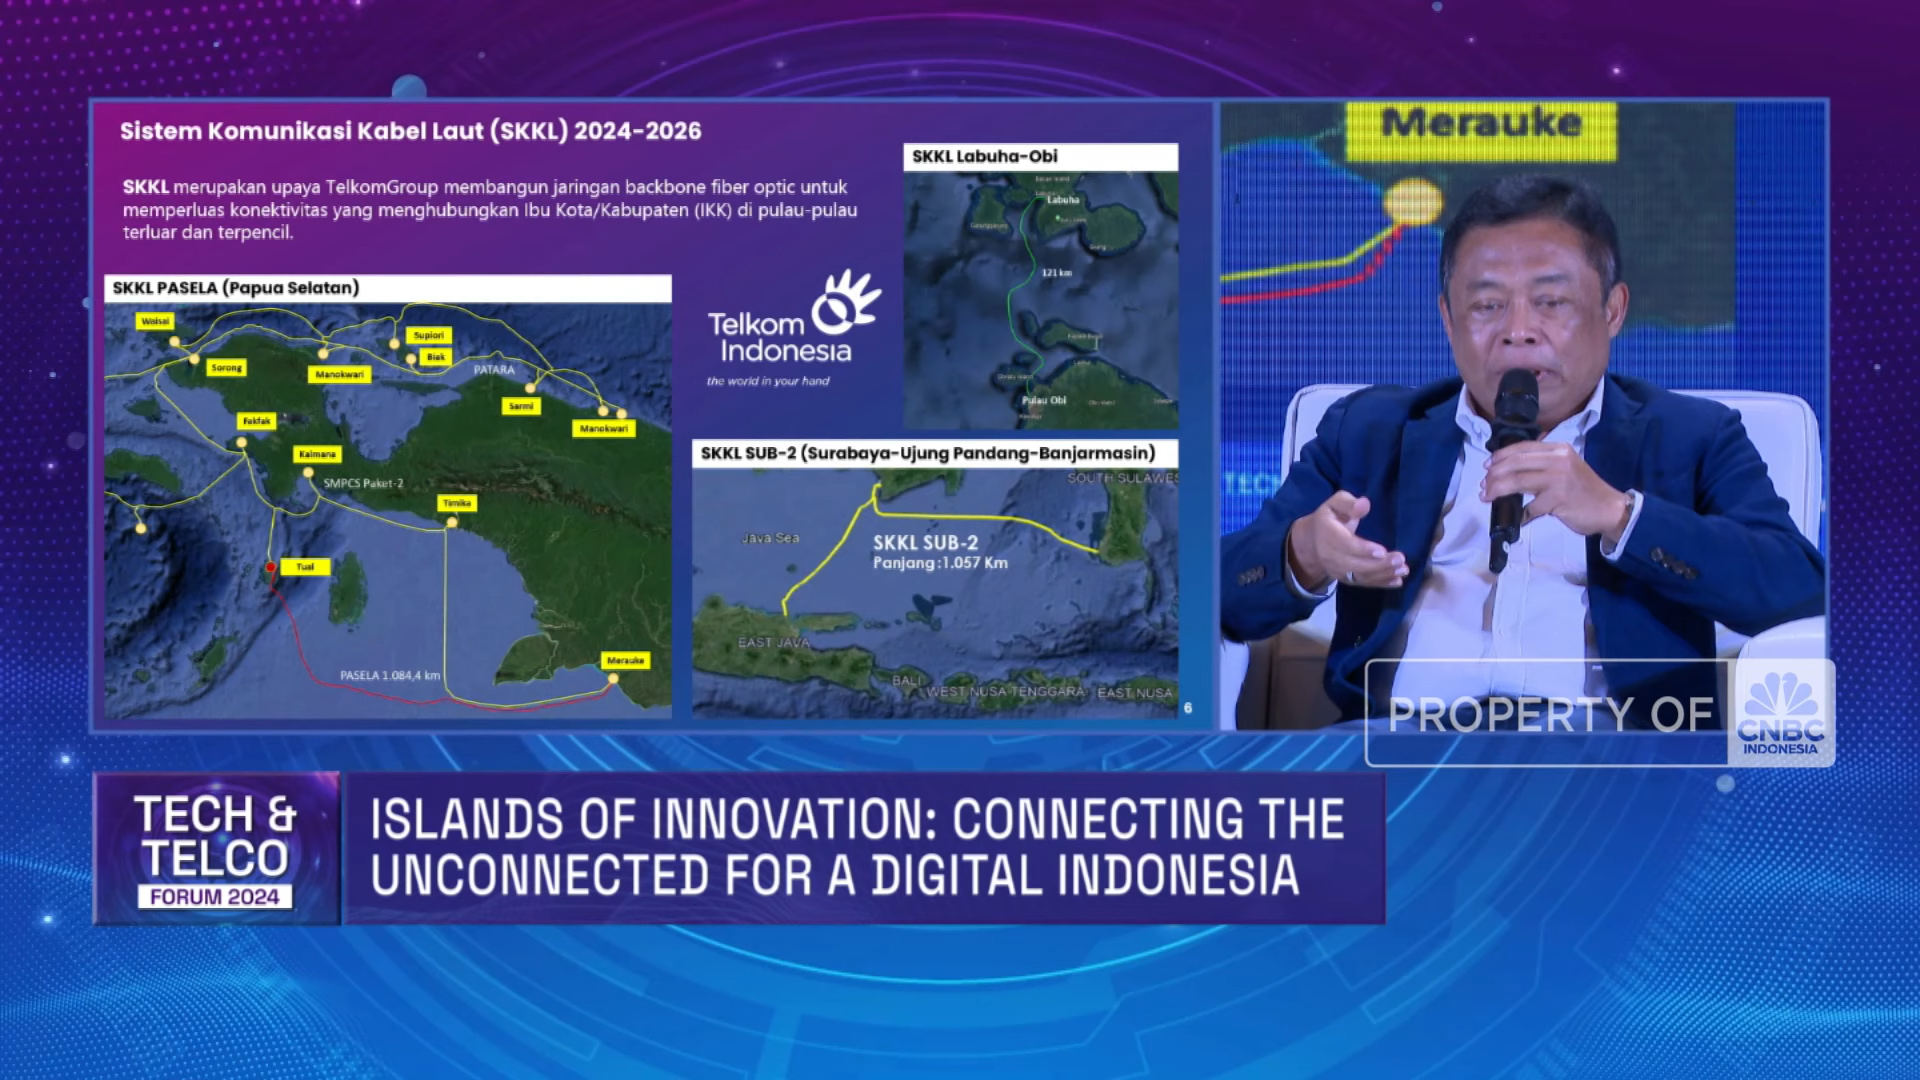 Sistem Komunikasi Kabel Laut (SKKL) 2024-2026
SKKL merupakan upaya TelkomGroup membangun jaringan backbone fiber optic untuk
memperluas konektivitas yang menghubungkan Ibu Kota/Kabupaten (IKK) di pulau-pulau
terluar dan terpencil.
SKKL PASELA (Papua Selatan)
Waisai
Sorong
Manokwari
Supiori
Biak
PATARA
Sarmi
Manokwari
Fakfak
Kaimana
SMPCS Paket-2
Timika
Tual
PASELA 1.084,4 km
Merauke
Telkom
Indonesia
the world in your hand
SKKL Labuha-Obi
Labuha
121 km
Pulau Obi
SKKL SUB-2 (Surabaya-Ujung Pandang-Banjarmasin)
SOUTH SULAWES
Java Sea
SKKL SUB-2
Panjang :1.057 Km
EAST JAVA
BALI
WEST NUSA TENGGARA
EAST NUSA
6
Merauke
TECH
PROPERTY OF
CNBC
INDONESIA
TECH &
TELCO
FORUM 2024
ISLANDS OF INNOVATION: CONNECTING THE
UNCONNECTED FOR A DIGITAL INDONESIA